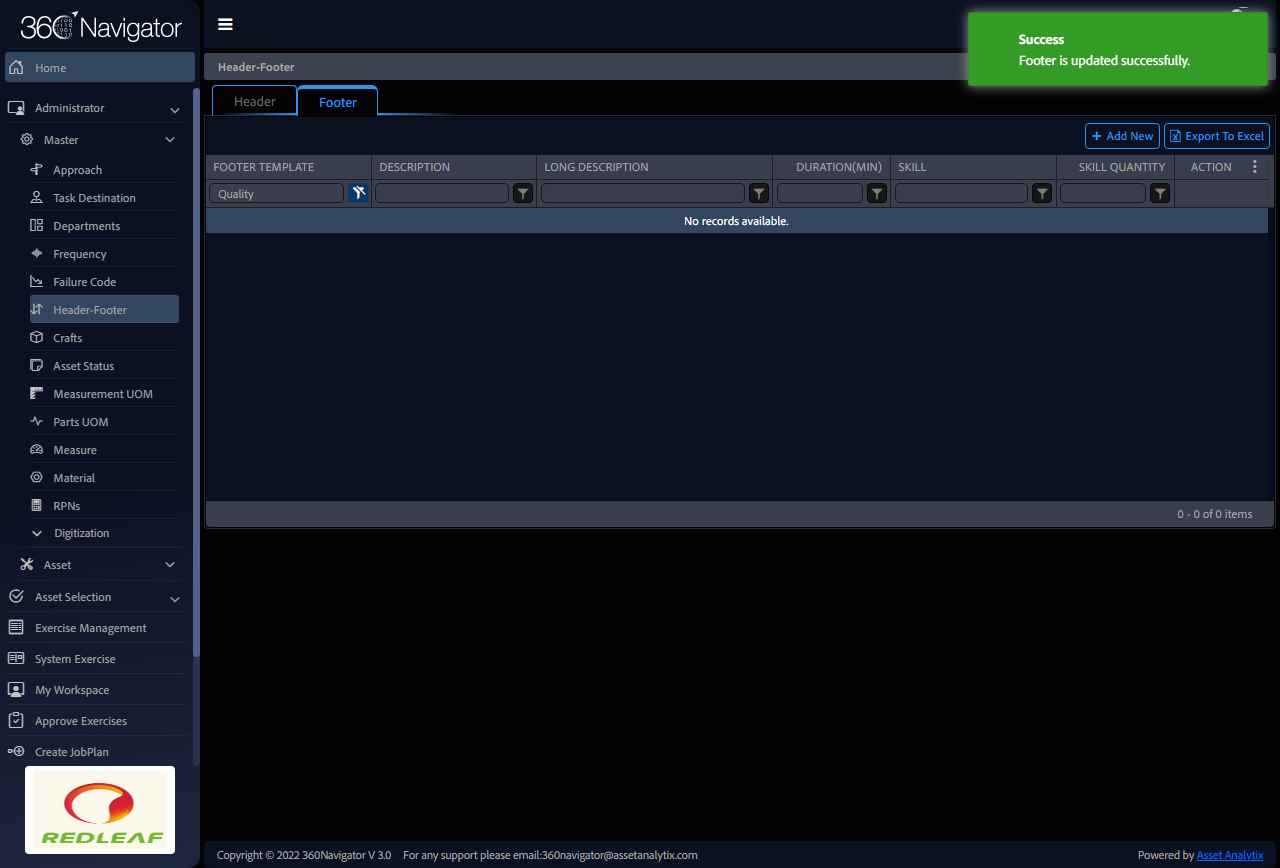 360 Navigator
Success
Footer is updated successfully.
Home
Header-Footer
Header
Footer
Administrator
Master
Add New
Export To Excel
FOOTER TEMPLATE DESCRIPTION LONG DESCRIPTION DURATION(MIN) SKILL SKILL QUANTITY ACTION
Quality
No records available.
Approach
Task Destination
Departments
Frequency
Failure Code
Header-Footer
Crafts
Asset Status
Measurement UOM
Parts UOM
Measure
Material
RPNs
Digitization
0 - 0 of 0 items
Asset
Asset Selection
Exercise Management
System Exercise
My Workspace
Approve Exercises
Create JobPlan
REDLEAF
Copyright © 2022 360Navigator V 3.0 For any support please email:360navigator@assetanalytix.com Powered by Asset Analytix